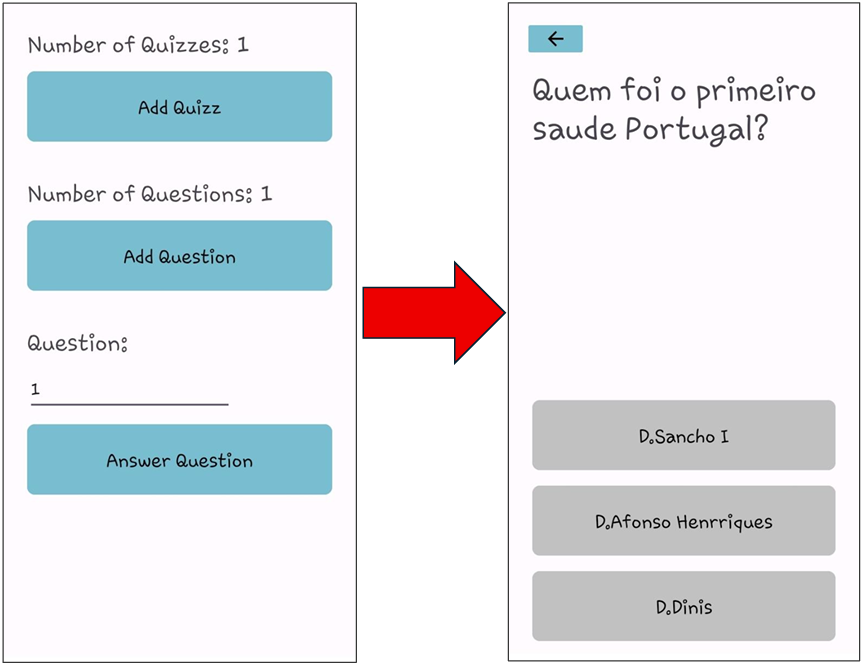 Number of Quizzes: 1
Add Quizz
Number of Questions: 1
Add Question
Question:
1
Answer Question
Quem foi o primeiro
saude Portugal?
D.Sancho I
D.Afonso Henrriques
D.Dinis